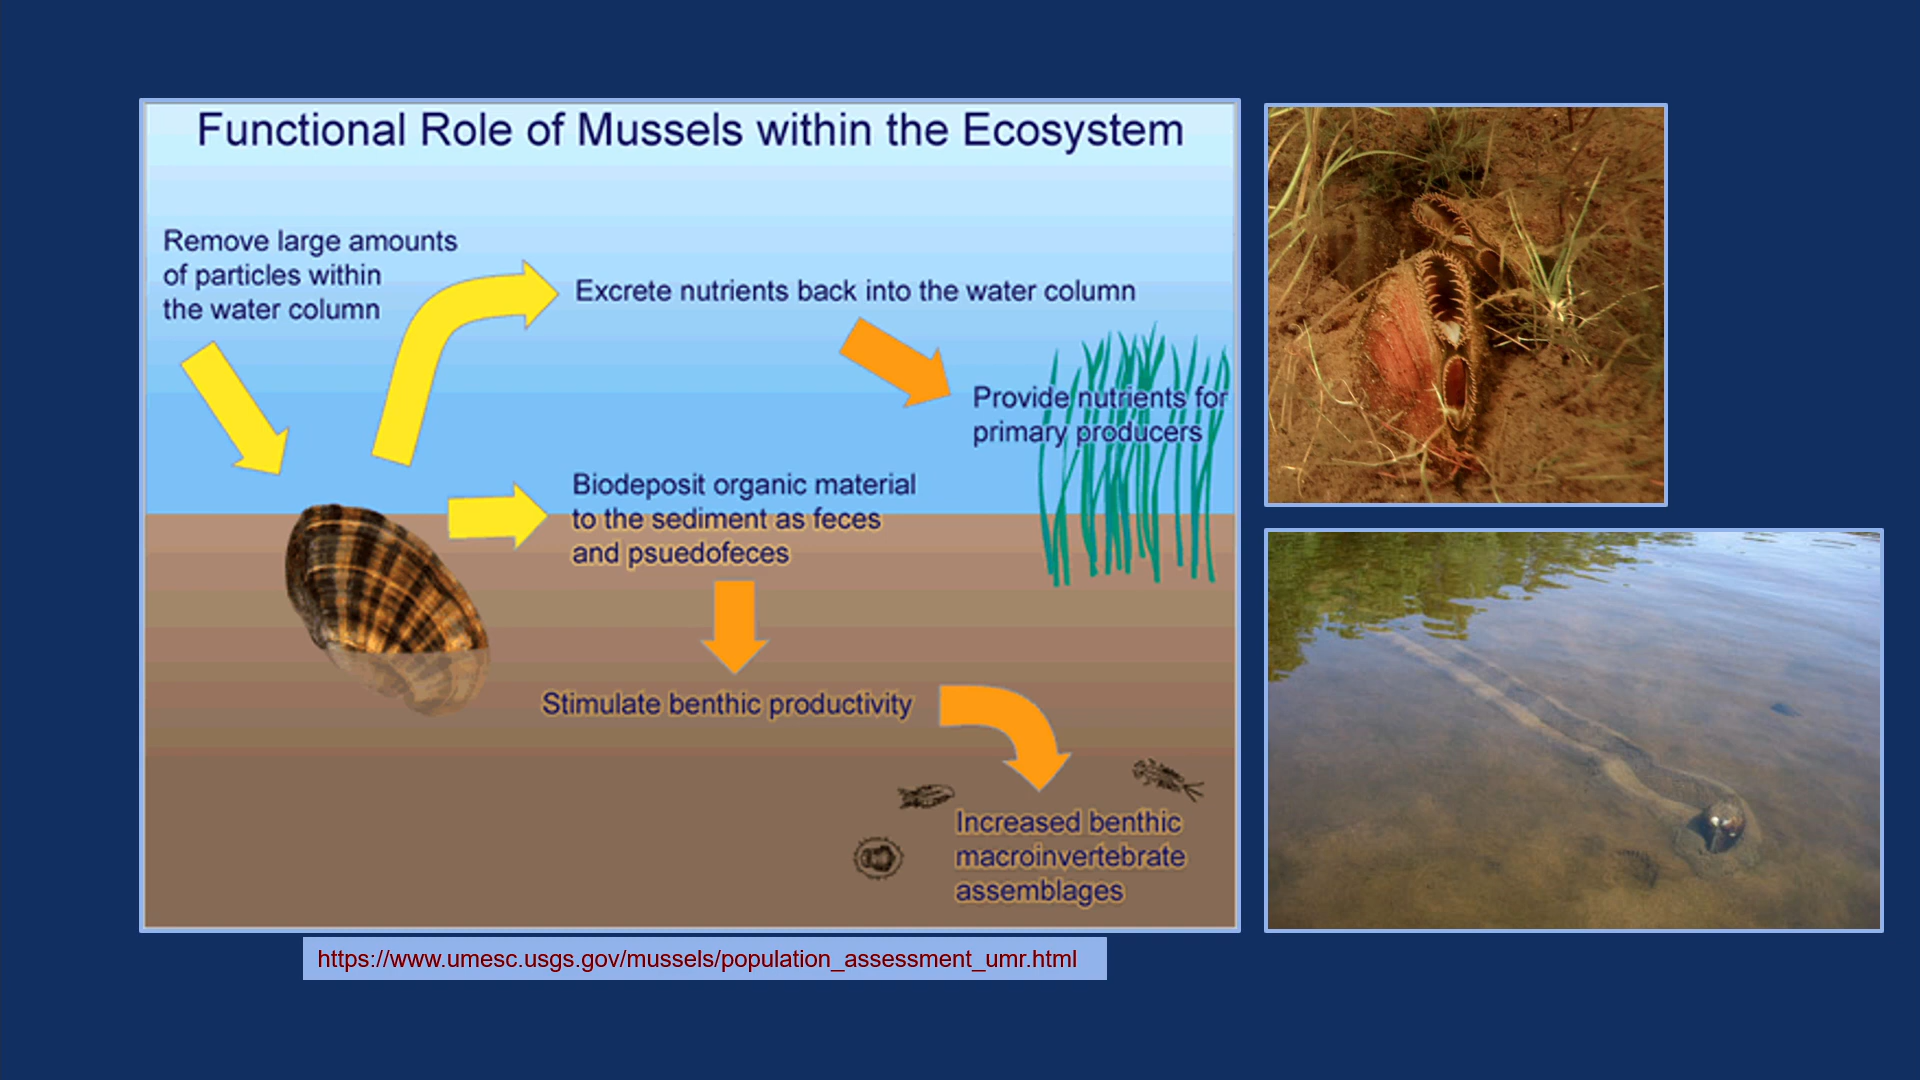 Functional Role of Mussels within the Ecosystem
Remove large amounts
of particles within
the water column
Excrete nutrients back into the water column
Provide nutrients for
primary producers
Biodeposit organic material
to the sediment as feces
and psuedofeces
Stimulate benthic productivity
Increased benthic
macroinvertebrate
assemblages
https://www.umesc.usgs.gov/mussels/population_assessment_umr.html